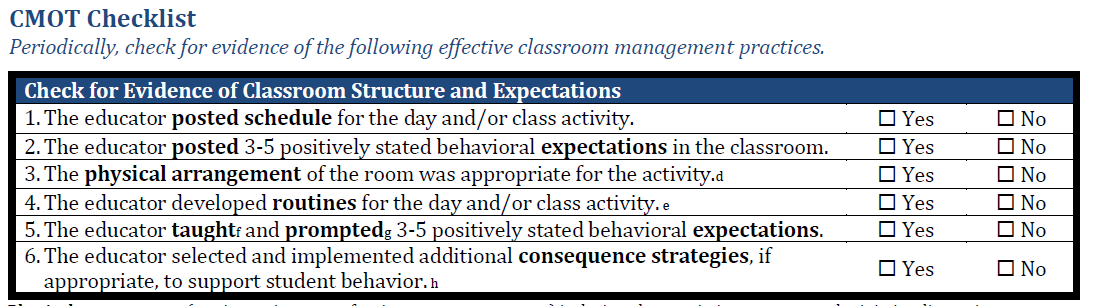 CMOT Checklist
Periodically, check for evidence of the following effective classroom management practices.
Check for Evidence of Classroom Structure and Expectations
1. The educator posted schedule for the day and/or class activity. ☐ Yes ☐ No
2. The educator posted 3-5 positively stated behavioral expectations in the classroom. ☐ Yes ☐ No
3. The physical arrangement of the room was appropriate for the activity.d ☐ Yes ☐ No
4. The educator developed routines for the day and/or class activity. e ☐ Yes ☐ No
5. The educator taughtf and promptedg 3-5 positively stated behavioral expectations. ☐ Yes ☐ No
6. The educator selected and implemented additional consequence strategies, if
appropriate, to support student behavior. h ☐ Yes ☐ No